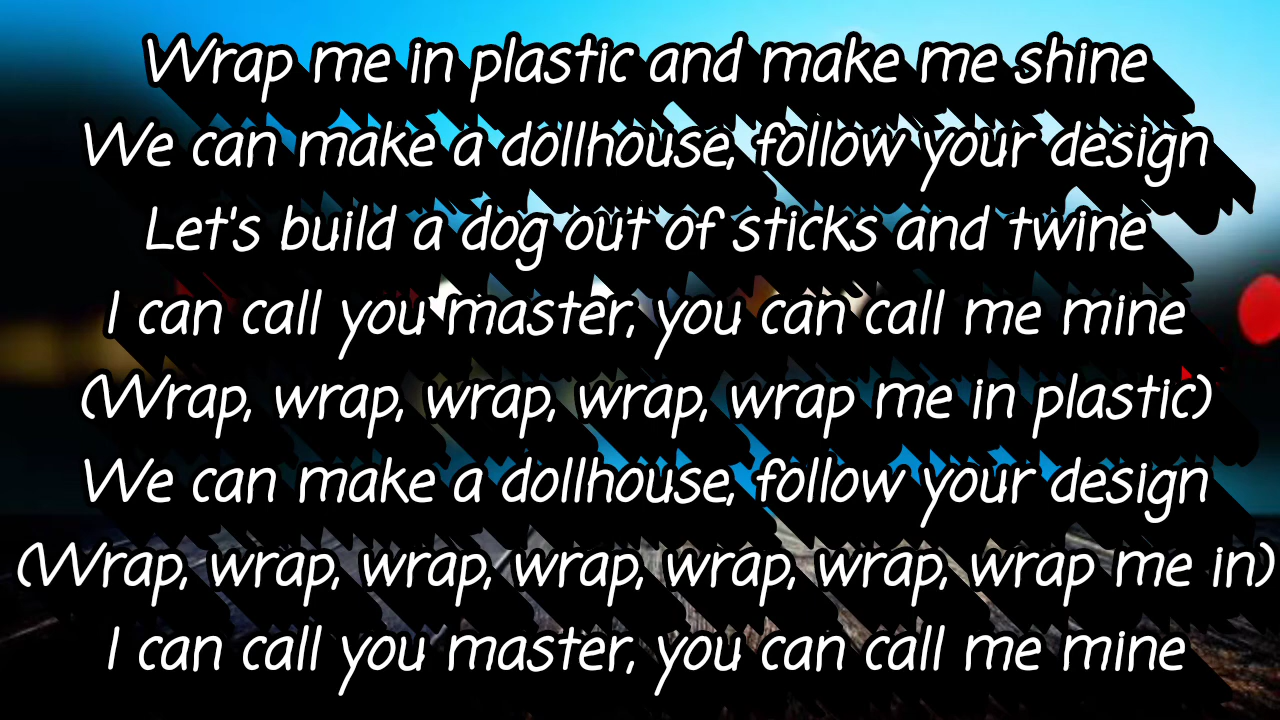 Wrap me in plastic and make me shine
We can make a dollhouse, follow your design
Let's build a dog out of sticks and twine
I can call you master, you can call me mine
(Wrap, wrap, wrap, wrap, wrap me in plastic)
We can make a dollhouse, follow your design
(Wrap, wrap, wrap, wrap, wrap, wrap, wrap me in)
I can call you master, you can call me mine